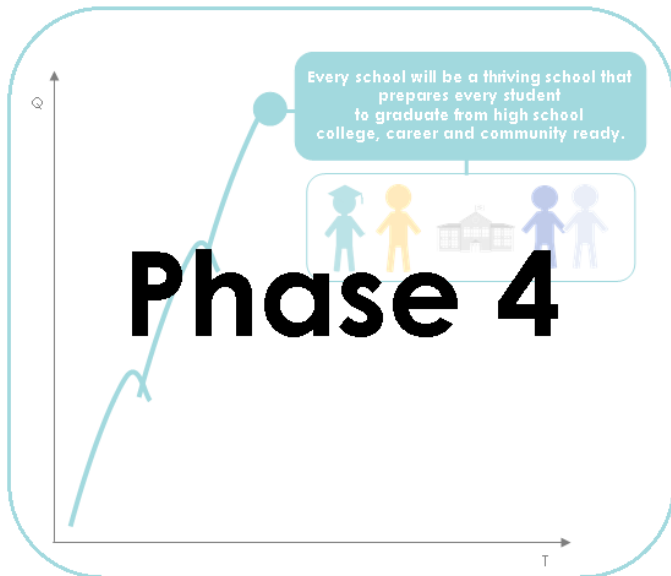 Q
Every school will be a thriving school that
prepares every student
to graduate from high school
college, career and community ready.
Phase 4
T